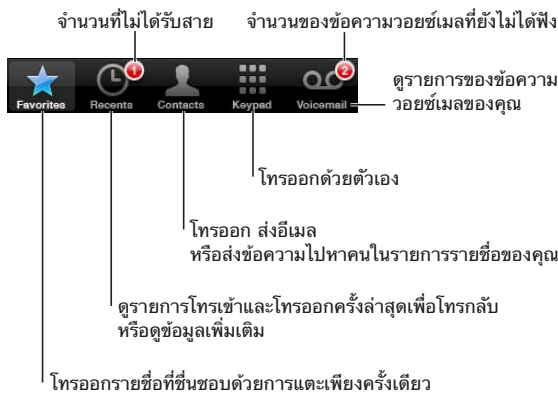 จำนวนที่ไม่ได้รับสาย
จำนวนของข้อความวอยซ์เมลที่ยังไม่ได้ฟัง
1
2
Favorites
Recents
Contacts
Keypad
Voicemail
ดูรายการของข้อความ
วอยซ์เมลของคุณ
โทรออกด้วยตัวเอง
โทรออก ส่งอีเมล
หรือส่งข้อความไปหาคนในรายการรายชื่อของคุณ
ดูรายการโทรเข้าและโทรออกครั้งล่าสุดเพื่อโทรกลับ
หรือดูข้อมูลเพิ่มเติม
โทรออกรายชื่อที่ชื่นชอบด้วยการแตะเพียงครั้งเดียว